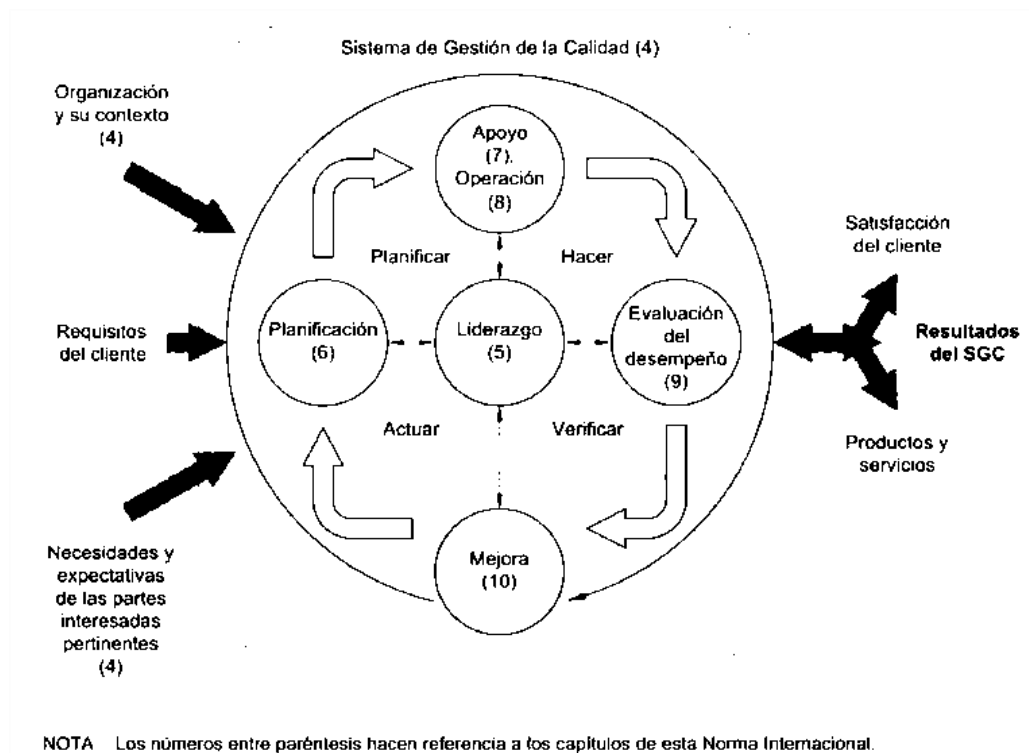 Sistema de Gestión de la Calidad (4)
Organización
y su contexto
(4)
Apoyo
(7),
Operación
(8)
Satisfacción
del cliente
Planificar
Hacer
Requisitos
del cliente
Planificación
(6)
Liderazgo
(5)
Evaluación
del
desempeño
(9)
Resultados
del SGC
Actuar
Verificar
Productos y
servicios
Necesidades y
expectativas
de las partes
interesadas
pertinentes
(4)
Mejora
(10)
NOTA Los números entre paréntesis hacen referencia a los capítulos de esta Norma Internacional.